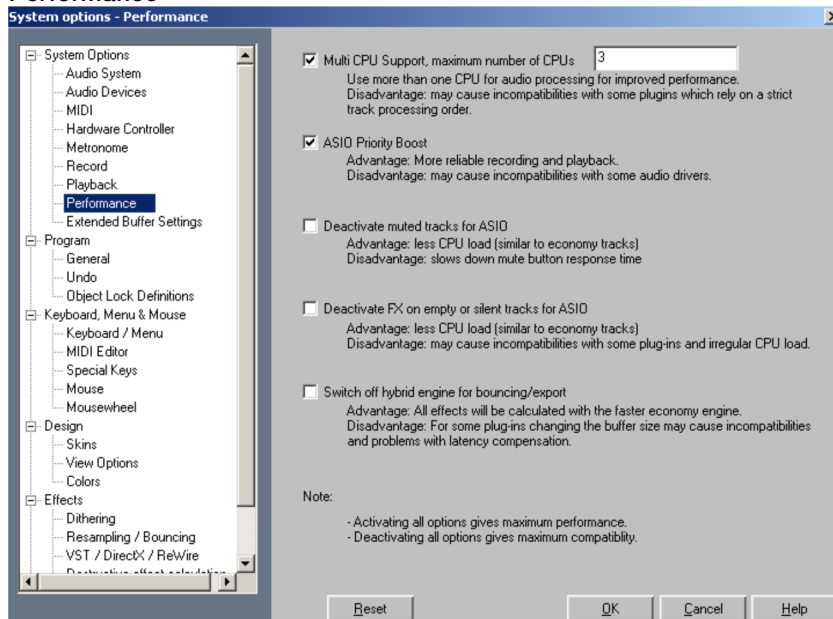 Performance
System options - Performance
System Options
Audio System
Audio Devices
MIDI
Hardware Controller
Metronome
Record
Playback
Performance
Extended Buffer Settings
Program
General
Undo
Object Lock Definitions
Keyboard, Menu & Mouse
Keyboard / Menu
MIDI Editor
Special Keys
Mouse
Mousewheel
Design
Skins
View Options
Colors
Effects
Dithering
Resampling / Bouncing
VST / DirectX / ReWire
Destructive effect calculation
Multi CPU Support, maximum number of CPUs 3
Use more than one CPU for audio processing for improved performance.
Disadvantage: may cause incompatibilities with some plugins which rely on a strict
track processing order.
ASIO Priority Boost
Advantage: More reliable recording and playback.
Disadvantage: may cause incompatibilities with some audio drivers.
Deactivate muted tracks for ASIO
Advantage: less CPU load (similar to economy tracks)
Disadvantage: slows down mute button response time
Deactivate FX on empty or silent tracks for ASIO
Advantage: less CPU load (similar to economy tracks)
Disadvantage: may cause incompatibilities with some plug-ins and irregular CPU load.
Switch off hybrid engine for bouncing/export
Advantage: All effects will be calculated with the faster economy engine.
Disadvantage: For some plug-ins changing the buffer size may cause incompatibilities
and problems with latency compensation.
Note:
- Activating all options gives maximum performance.
- Deactivating all options gives maximum compatiblity.
Reset OK Cancel Help